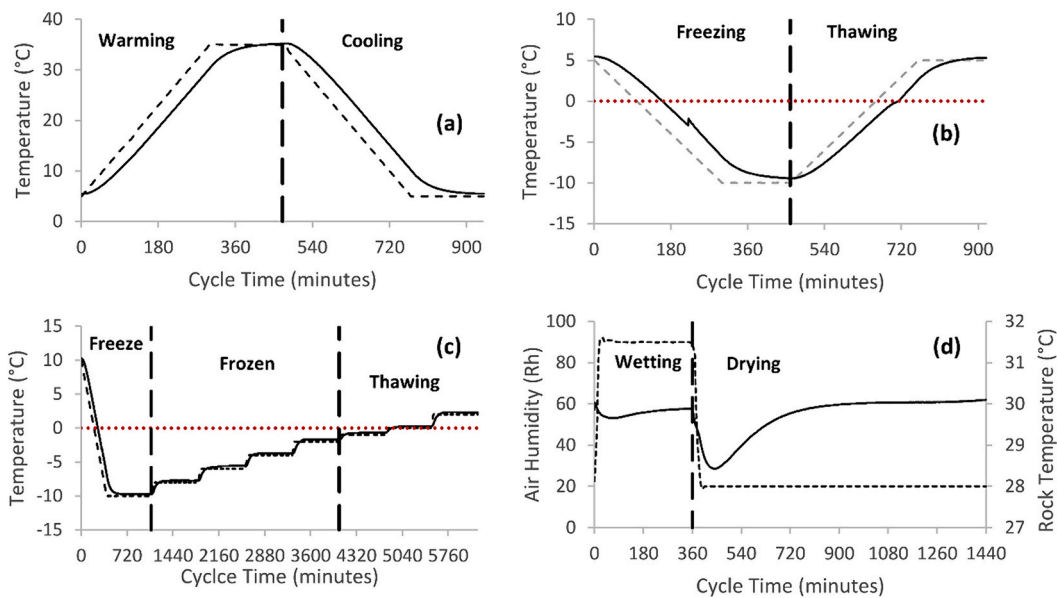 40
30
20
10
0
Temperature (°C)
Warming
Cooling
(a)
0
180
360
540
720
900
Cycle Time (minutes)
10
5
0
-5
-10
-15
Tmeperature (°C)
Freezing
Thawing
(b)
0
180
360
540
720
900
Cycle Time (minutes)
15
10
5
0
-5
-10
-15
Temperature (°C)
Freeze
Frozen
Thawing
(c)
0
720
1440
2160
2880
3600
4320
5040
5760
Cyclce Time (minutes)
100
80
60
40
20
0
Air Humidity (Rh)
Wetting
Drying
(d)
32
31
30
29
28
27
Rock Temperature (°C)
0
180
360
540
720
900
1080
1260
1440
Cycle Time (minutes)